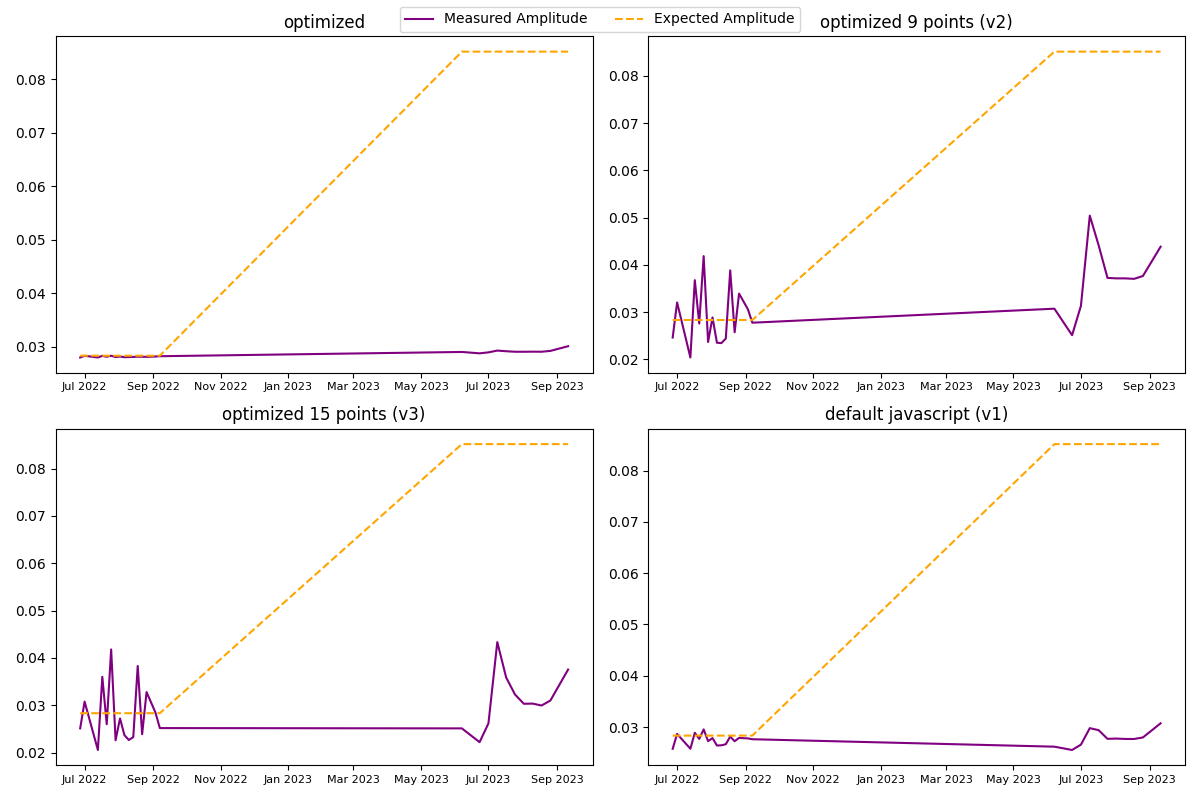 Measured Amplitude Expected Amplitude
optimized
0.08
0.07
0.06
0.05
0.04
0.03
Jul 2022 Sep 2022 Nov 2022 Jan 2023 Mar 2023 May 2023 Jul 2023 Sep 2023
optimized 9 points (v2)
0.08
0.07
0.06
0.05
0.04
0.03
0.02
Jul 2022 Sep 2022 Nov 2022 Jan 2023 Mar 2023 May 2023 Jul 2023 Sep 2023
optimized 15 points (v3)
0.08
0.07
0.06
0.05
0.04
0.03
0.02
Jul 2022 Sep 2022 Nov 2022 Jan 2023 Mar 2023 May 2023 Jul 2023 Sep 2023
default javascript (v1)
0.08
0.07
0.06
0.05
0.04
0.03
Jul 2022 Sep 2022 Nov 2022 Jan 2023 Mar 2023 May 2023 Jul 2023 Sep 2023